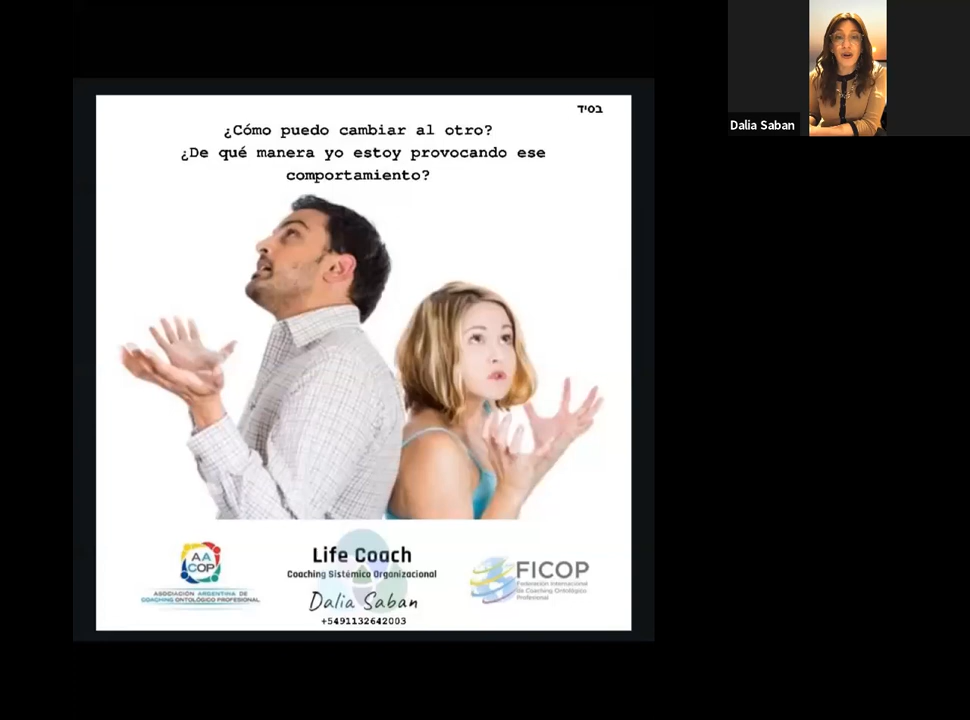 בסיד
¿Cómo puedo cambiar al otro?
¿De qué manera yo estoy provocando ese
comportamiento?
AA
COP
ASOCIACIÓN ARGENTINA DE
COACHING ONTOLÓGICO PROFESIONAL
Life Coach
Coaching Sistémico Organizacional
Dalia Saban
+5491132642003
FICOP
Federación Internacional
de Coaching Ontológico
Profesional
Dalia Saban